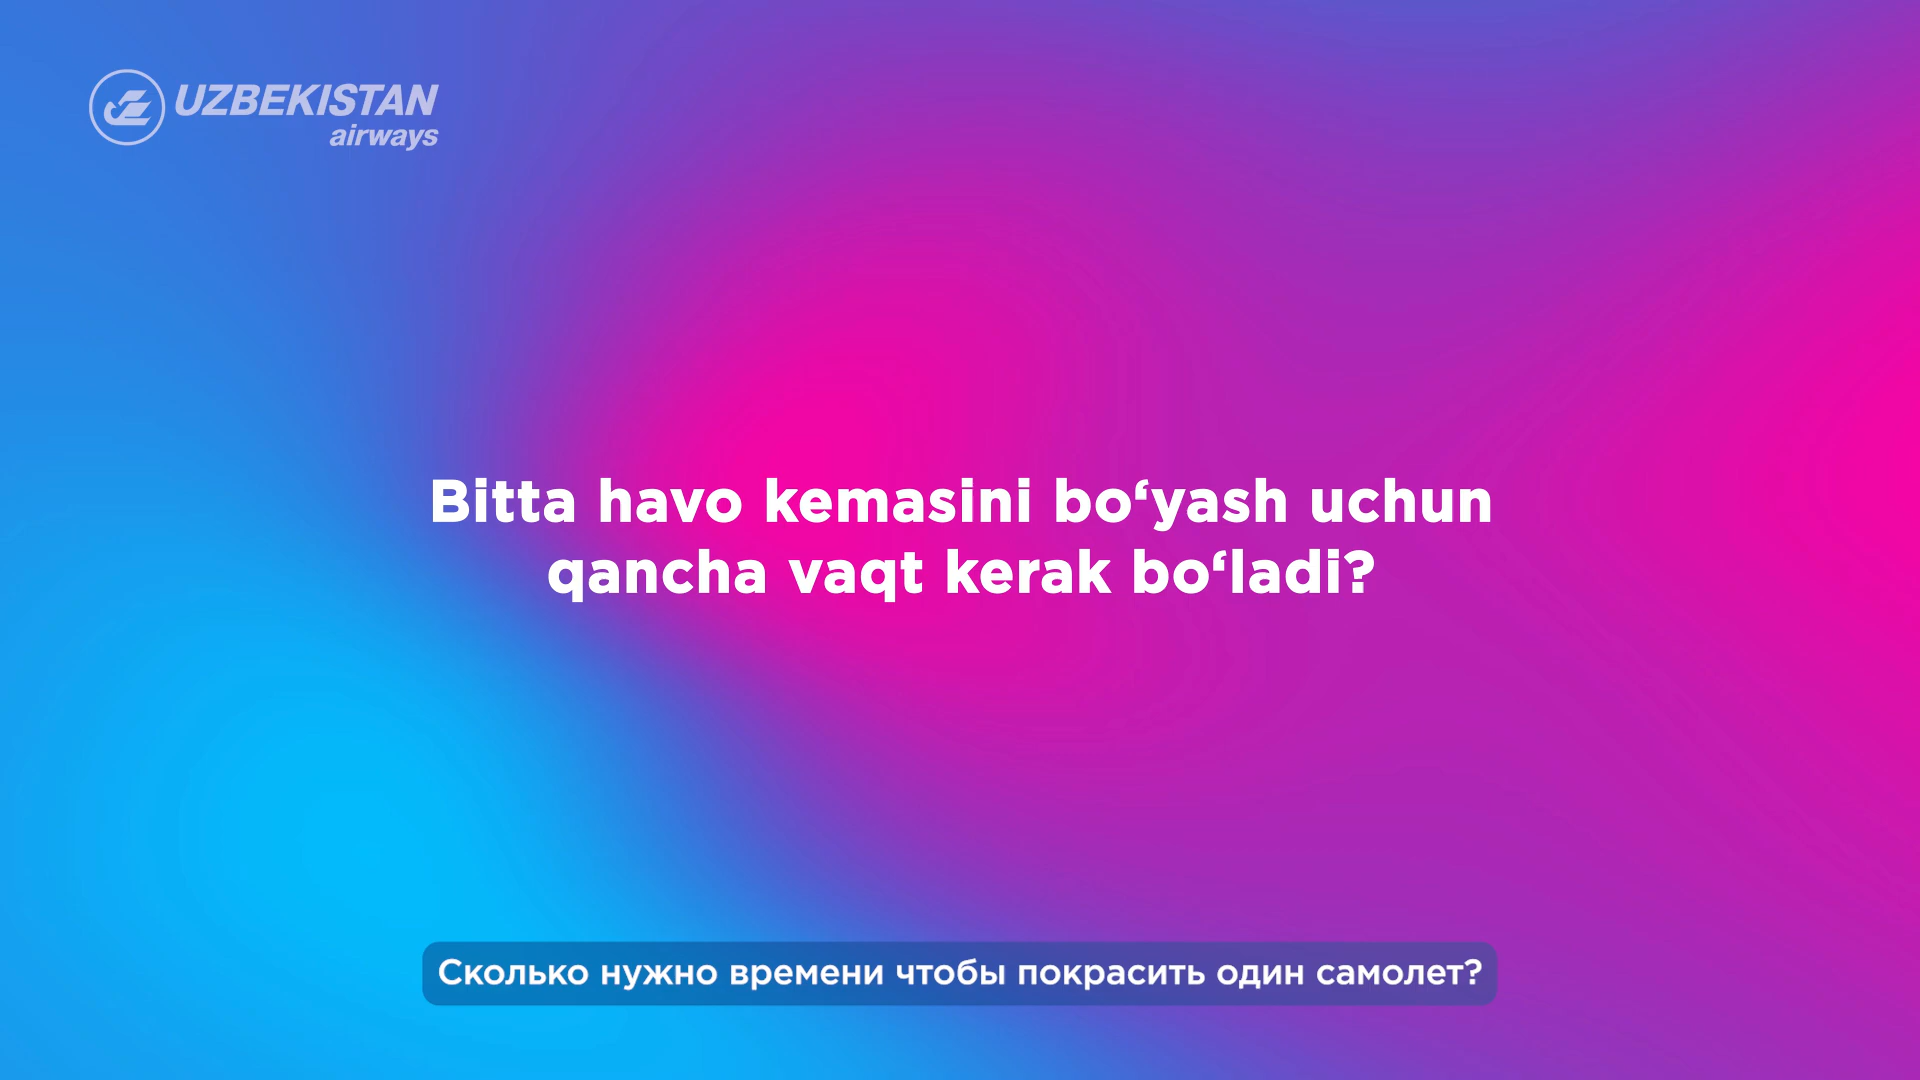 UZBEKISTAN
airways
Bitta havo kemasini bo‘yash uchun
qancha vaqt kerak bo‘ladi?
Сколько нужно времени чтобы покрасить один самолет?